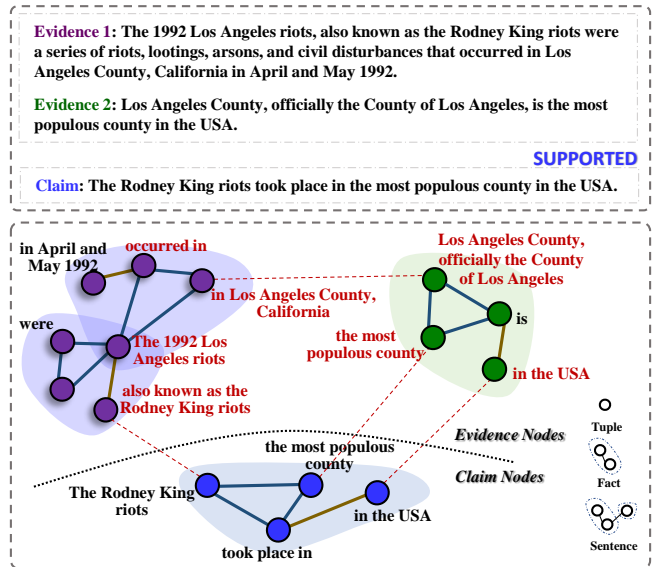 Evidence 1: The 1992 Los Angeles riots, also known as the Rodney King riots were
a series of riots, lootings, arsons, and civil disturbances that occurred in Los
Angeles County, California in April and May 1992.
Evidence 2: Los Angeles County, officially the County of Los Angeles, is the most
populous county in the USA.
SUPPORTED
Claim: The Rodney King riots took place in the most populous county in the USA.
in April and
May 1992
occurred in
in Los Angeles County,
California
were
The 1992 Los
Angeles riots
also known as the
Rodney King riots
Los Angeles County,
officially the County
of Los Angeles
is
the most
populous county
in the USA
Evidence Nodes
Claim Nodes
The Rodney King
riots
the most populous
county
in the USA
took place in
Tuple
Fact
Sentence